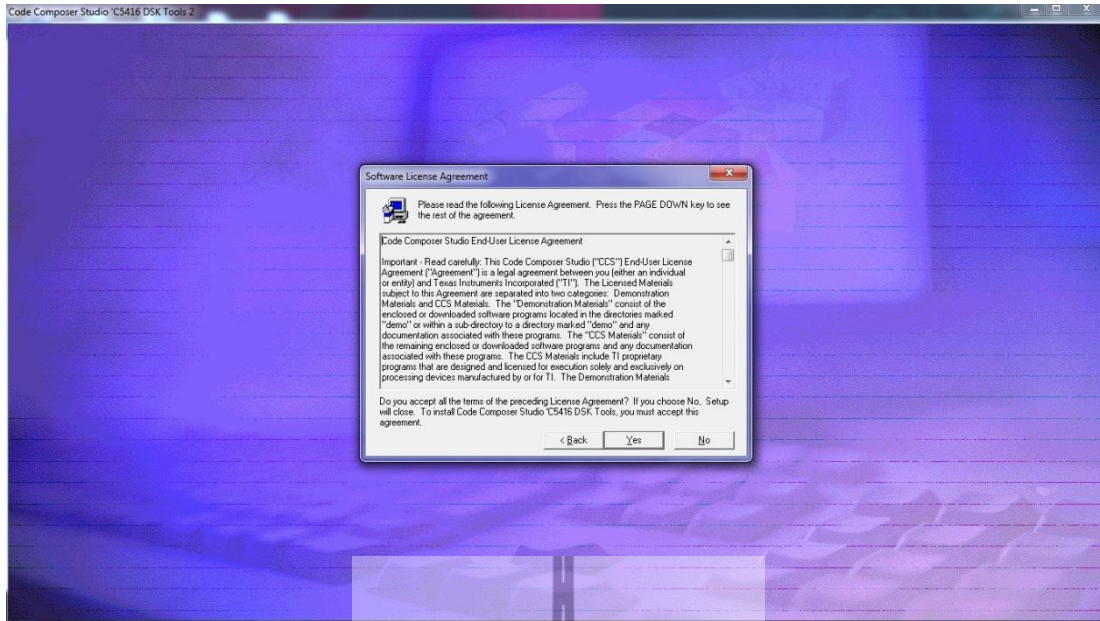 Code Composer Studio 'C5416 DSK Tools 2
Software License Agreement
Please read the following License Agreement. Press the PAGE DOWN key to see
the rest of the agreement.
Code Composer Studio End-User License Agreement
Important - Read carefully: This Code Composer Studio ("CCS") End-User License
Agreement ("Agreement") is a legal agreement between you (either an individual
or entity) and Texas Instruments Incorporated ("TI"). The Licensed Materials
subject to this Agreement are separated into two categories: Demonstration
Materials and CCS Materials. The "Demonstration Materials" consist of the
enclosed or downloaded software programs located in the directories marked
"demo" or within a sub-directory to a directory marked "demo" and any
documentation associated with these programs. The "CCS Materials" consist of
the remaining enclosed or downloaded software programs and any documentation
associated with these programs. The CCS Materials include TI proprietary
programs that are designed and licensed for execution solely and exclusively on
processing devices manufactured by or for TI. The Demonstration Materials
Do you accept all the terms of the preceding License Agreement? If you choose No, Setup
will close. To install Code Composer Studio 'C5416 DSK Tools, you must accept this
agreement.
< Back Yes No